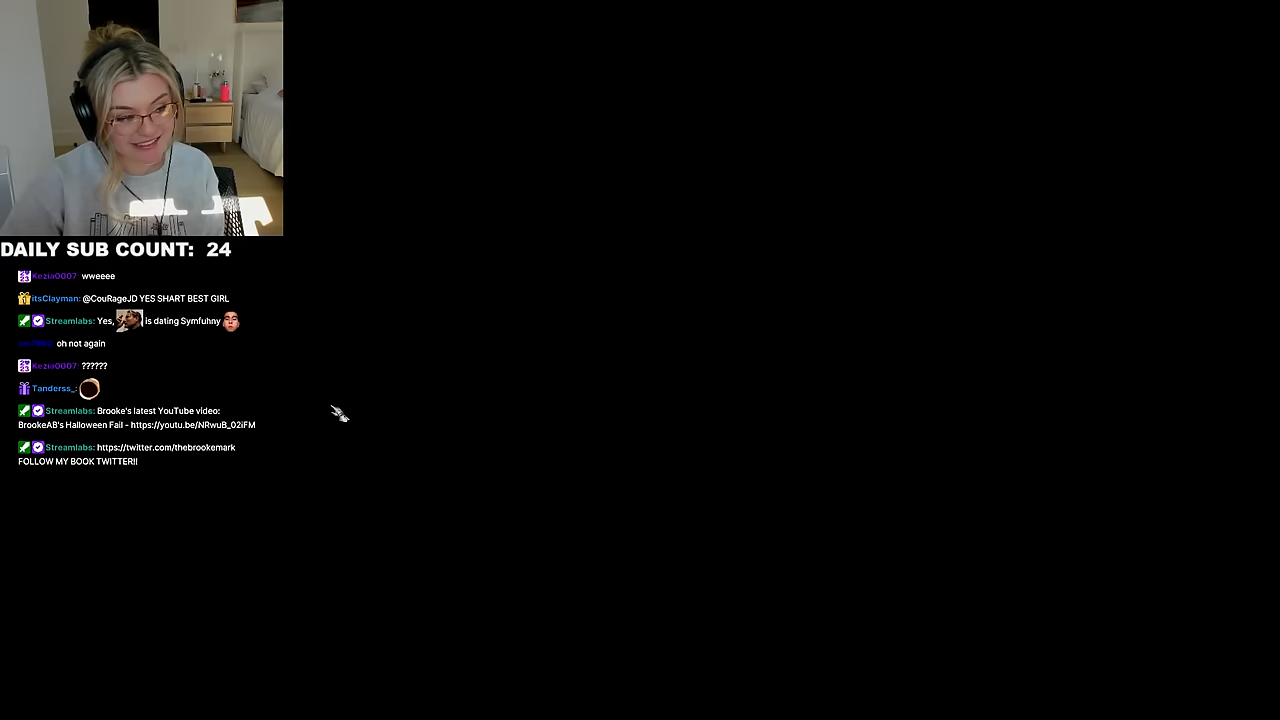 DAILY SUB COUNT: 24
Kezia0007: wweeee
itsClayman: @CouRageJD YES SHART BEST GIRL
Streamlabs: Yes, is dating Symfuhny
oh not again
Kezia0007: ??????
Tanderss_:
Streamlabs: Brooke's latest YouTube video:
BrookeAB's Halloween Fail - https://youtu.be/NRwuB_02iFM
Streamlabs: https://twitter.com/thebrookemark
FOLLOW MY BOOK TWITTER!!